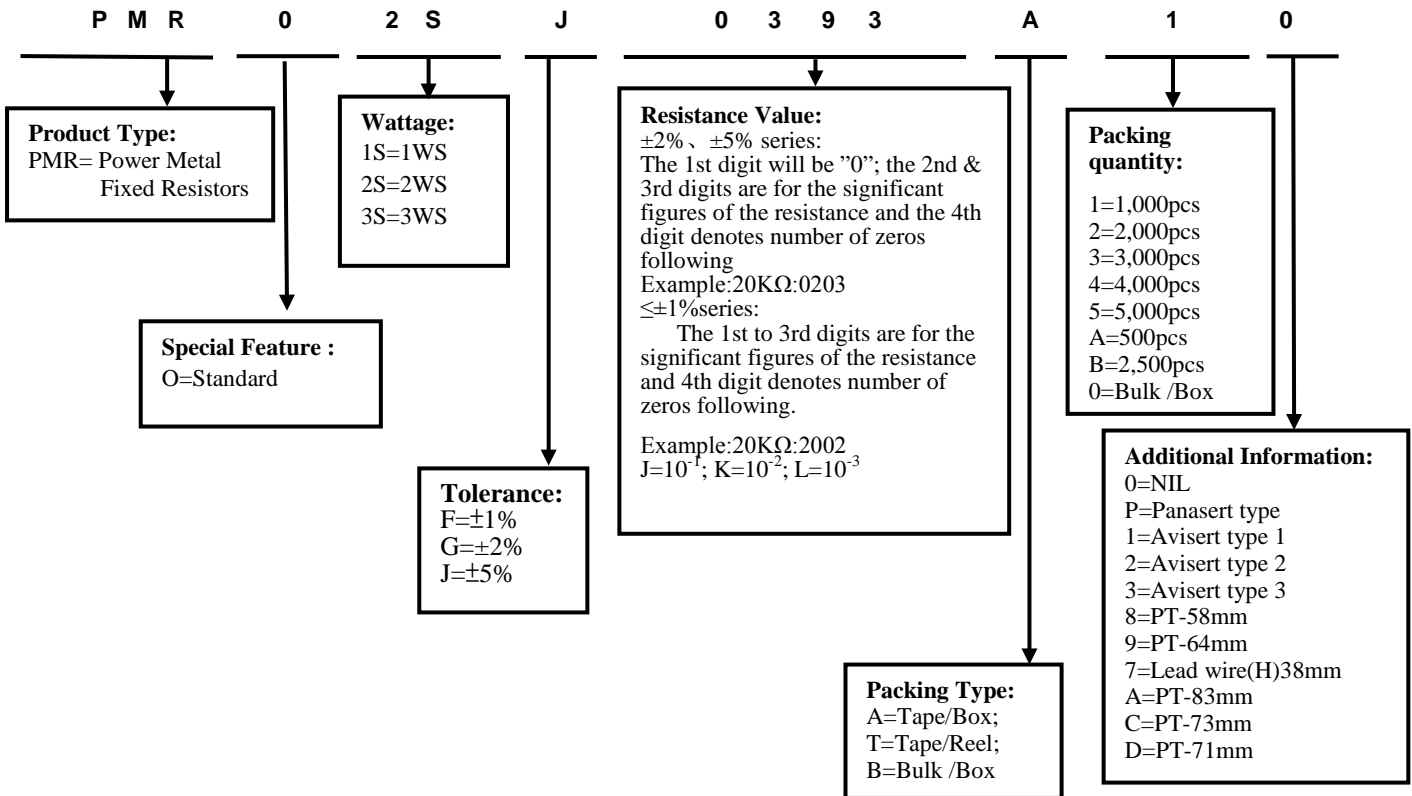 P M R 0 2 S J 0 3 9 3 A 1 0
Product Type:
PMR= Power Metal
Fixed Resistors
Special Feature :
O=Standard
Wattage:
1S=1WS
2S=2WS
3S=3WS
Tolerance:
F=±1%
G=±2%
J=±5%
Resistance Value:
±2%、±5% series:
The 1st digit will be ”0”; the 2nd &
3rd digits are for the significant
figures of the resistance and the 4th
digit denotes number of zeros
following
Example:20KΩ:0203
≤±1%series:
The 1st to 3rd digits are for the
significant figures of the resistance
and 4th digit denotes number of
zeros following.
Example:20KΩ:2002
J=10⁻¹; K=10⁻²; L=10⁻³
Packing Type:
A=Tape/Box;
T=Tape/Reel;
B=Bulk /Box
Packing
quantity:
1=1,000pcs
2=2,000pcs
3=3,000pcs
4=4,000pcs
5=5,000pcs
A=500pcs
B=2,500pcs
0=Bulk /Box
Additional Information:
0=NIL
P=Panasert type
1=Avisert type 1
2=Avisert type 2
3=Avisert type 3
8=PT-58mm
9=PT-64mm
7=Lead wire(H)38mm
A=PT-83mm
C=PT-73mm
D=PT-71mm